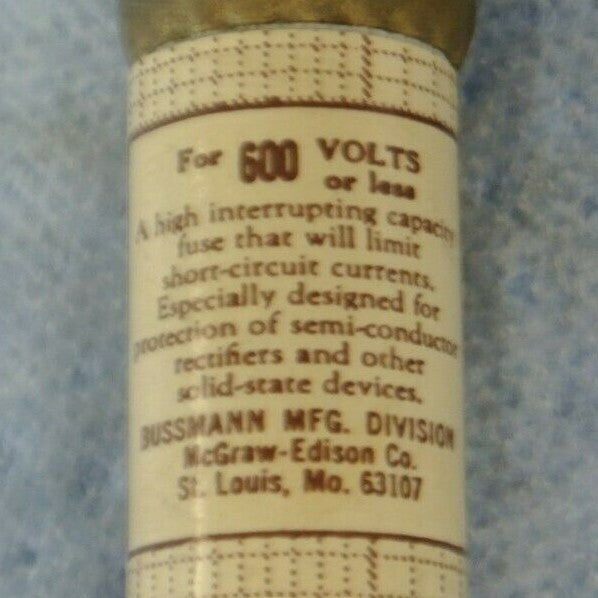 For 600 VOLTS
or less
A high interrupting capacity
fuse that will limit
short-circuit currents.
Especially designed for
protection of semi-conductor
rectifiers and other
solid-state devices.
BUSSMANN MFG. DIVISION
McGraw-Edison Co.
St. Louis, Mo. 63107